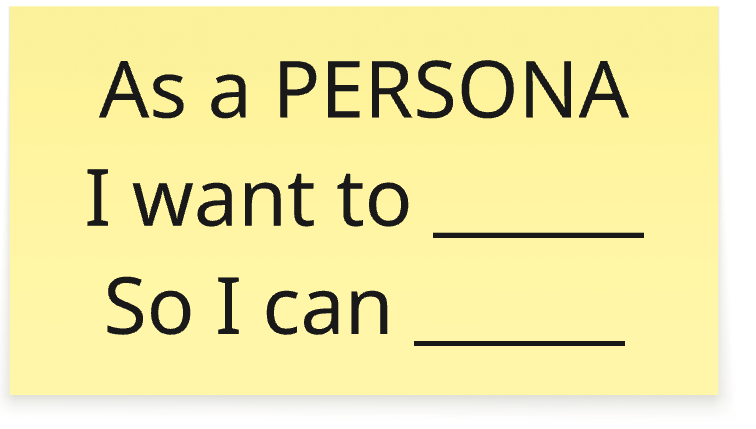 As a PERSONA
I want to ______
So I can ______